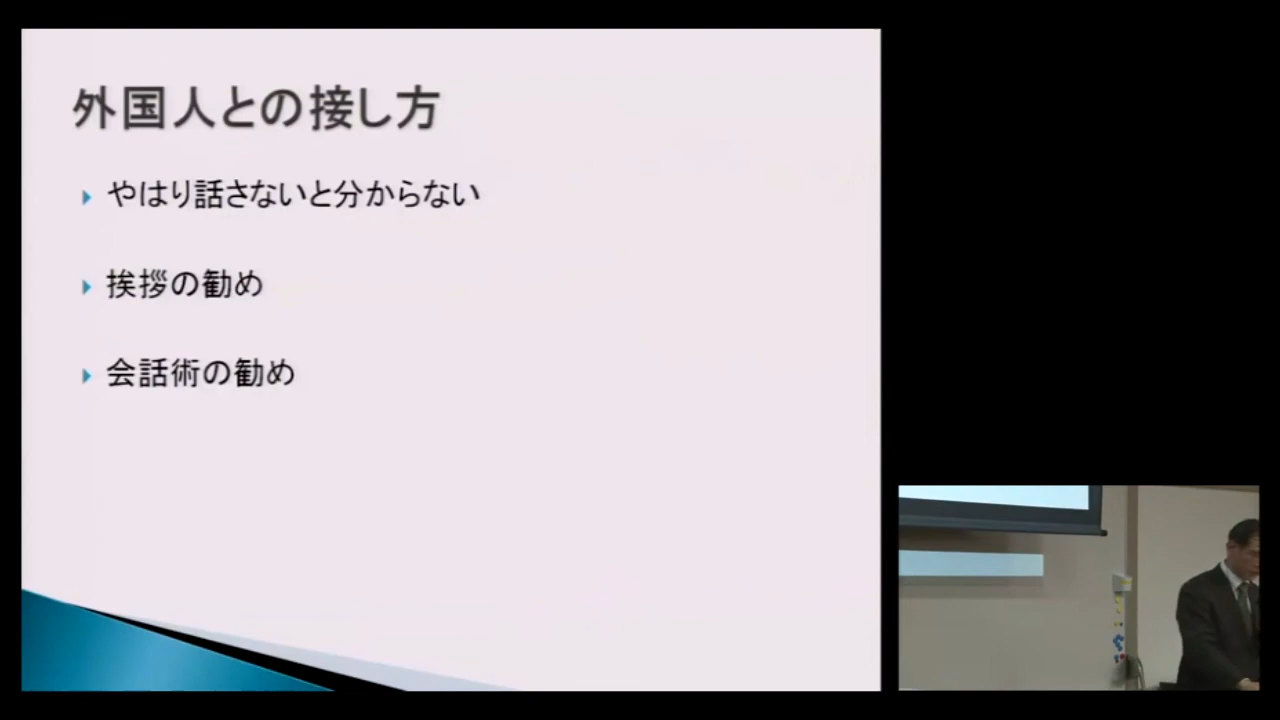 外国人との接し方
やはり話さないと分からない
挨拶の勧め
会話術の勧め